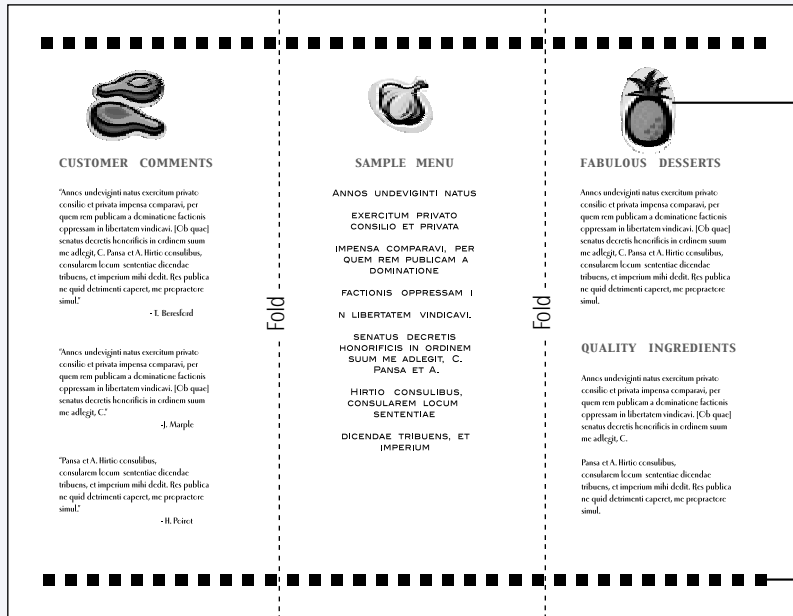 CUSTOMER COMMENTS
"Annos undeviginti natus exercitum privato
consilio et privata impensa comparavi, per
quem rem publicam a dominatione factionis
oppressam in libertatem vindicavi. [Ob quae]
senatus decretis honorificis in ordinem suum
me adlegit, C. Pansa et A. Hirtio consulibus,
consularem locum sententiae dicendae
tribuens, et imperium mihi dedit. Res publica
ne quid detrimenti caperet, me propraetore
simul."
- T. Beresford
"Annos undeviginti natus exercitum privato
consilio et privata impensa comparavi, per
quem rem publicam a dominatione factionis
oppressam in libertatem vindicavi. [Ob quae]
senatus decretis honorificis in ordinem suum
me adlegit, C."
-J. Marple
"Pansa et A. Hirtio consulibus,
consularem locum sententiae dicendae
tribuens, et imperium mihi dedit. Res publica
ne quid detrimenti caperet, me propraetore
simul."
- H. Poirot
Fold
SAMPLE MENU
ANNOS UNDEVIGINTI NATUS
EXERCITUM PRIVATO
CONSILIO ET PRIVATA
IMPENSA COMPARAVI, PER
QUEM REM PUBLICAM A
DOMINATIONE
FACTIONIS OPPRESSAM I
N LIBERTATEM VINDICAVI.
SENATUS DECRETIS
HONORIFICIS IN ORDINEM
SUUM ME ADLEGIT, C.
PANSA ET A.
HIRTIO CONSULIBUS,
CONSULAREM LOCUM
SENTENTIAE
DICENDAE TRIBUENS, ET
IMPERIUM
Fold
FABULOUS DESSERTS
Annos undeviginti natus exercitum privato
consilio et privata impensa comparavi, per
quem rem publicam a dominatione factionis
oppressam in libertatem vindicavi. [Ob quae]
senatus decretis honorificis in ordinem suum
me adlegit, C. Pansa et A. Hirtio consulibus,
consularem locum sententiae dicendae
tribuens, et imperium mihi dedit. Res publica
ne quid detrimenti caperet, me propraetore
simul.
QUALITY INGREDIENTS
Annos undeviginti natus exercitum privato
consilio et privata impensa comparavi, per
quem rem publicam a dominatione factionis
oppressam in libertatem vindicavi. [Ob quae]
senatus decretis honorificis in ordinem suum
me adlegit, C.
Pansa et A. Hirtio consulibus,
consularem locum sententiae dicendae
tribuens, et imperium mihi dedit. Res publica
ne quid detrimenti caperet, me propraetore
simul.